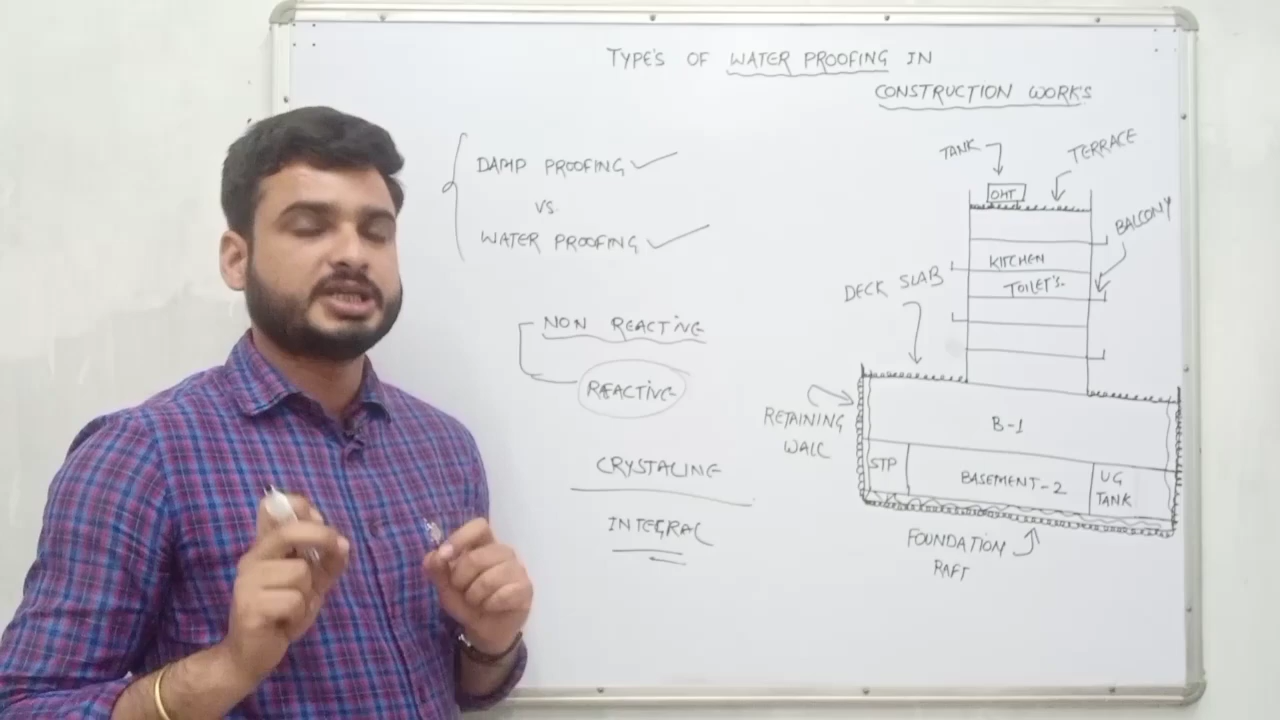 TYPE'S OF WATER PROOFING IN
CONSTRUCTION WORK'S
DAMP PROOFING
VS.
WATER PROOFING
NON REACTIVE
REACTIVE
CRYSTALINE
INTEGRAL
TANK
TERRACE
OHT
BALCONY
KITCHEN
TOILET'S
DECK SLAB
RETAINING
WALL
B-1
STP
BASEMENT-2
UG
TANK
FOUNDATION
RAFT